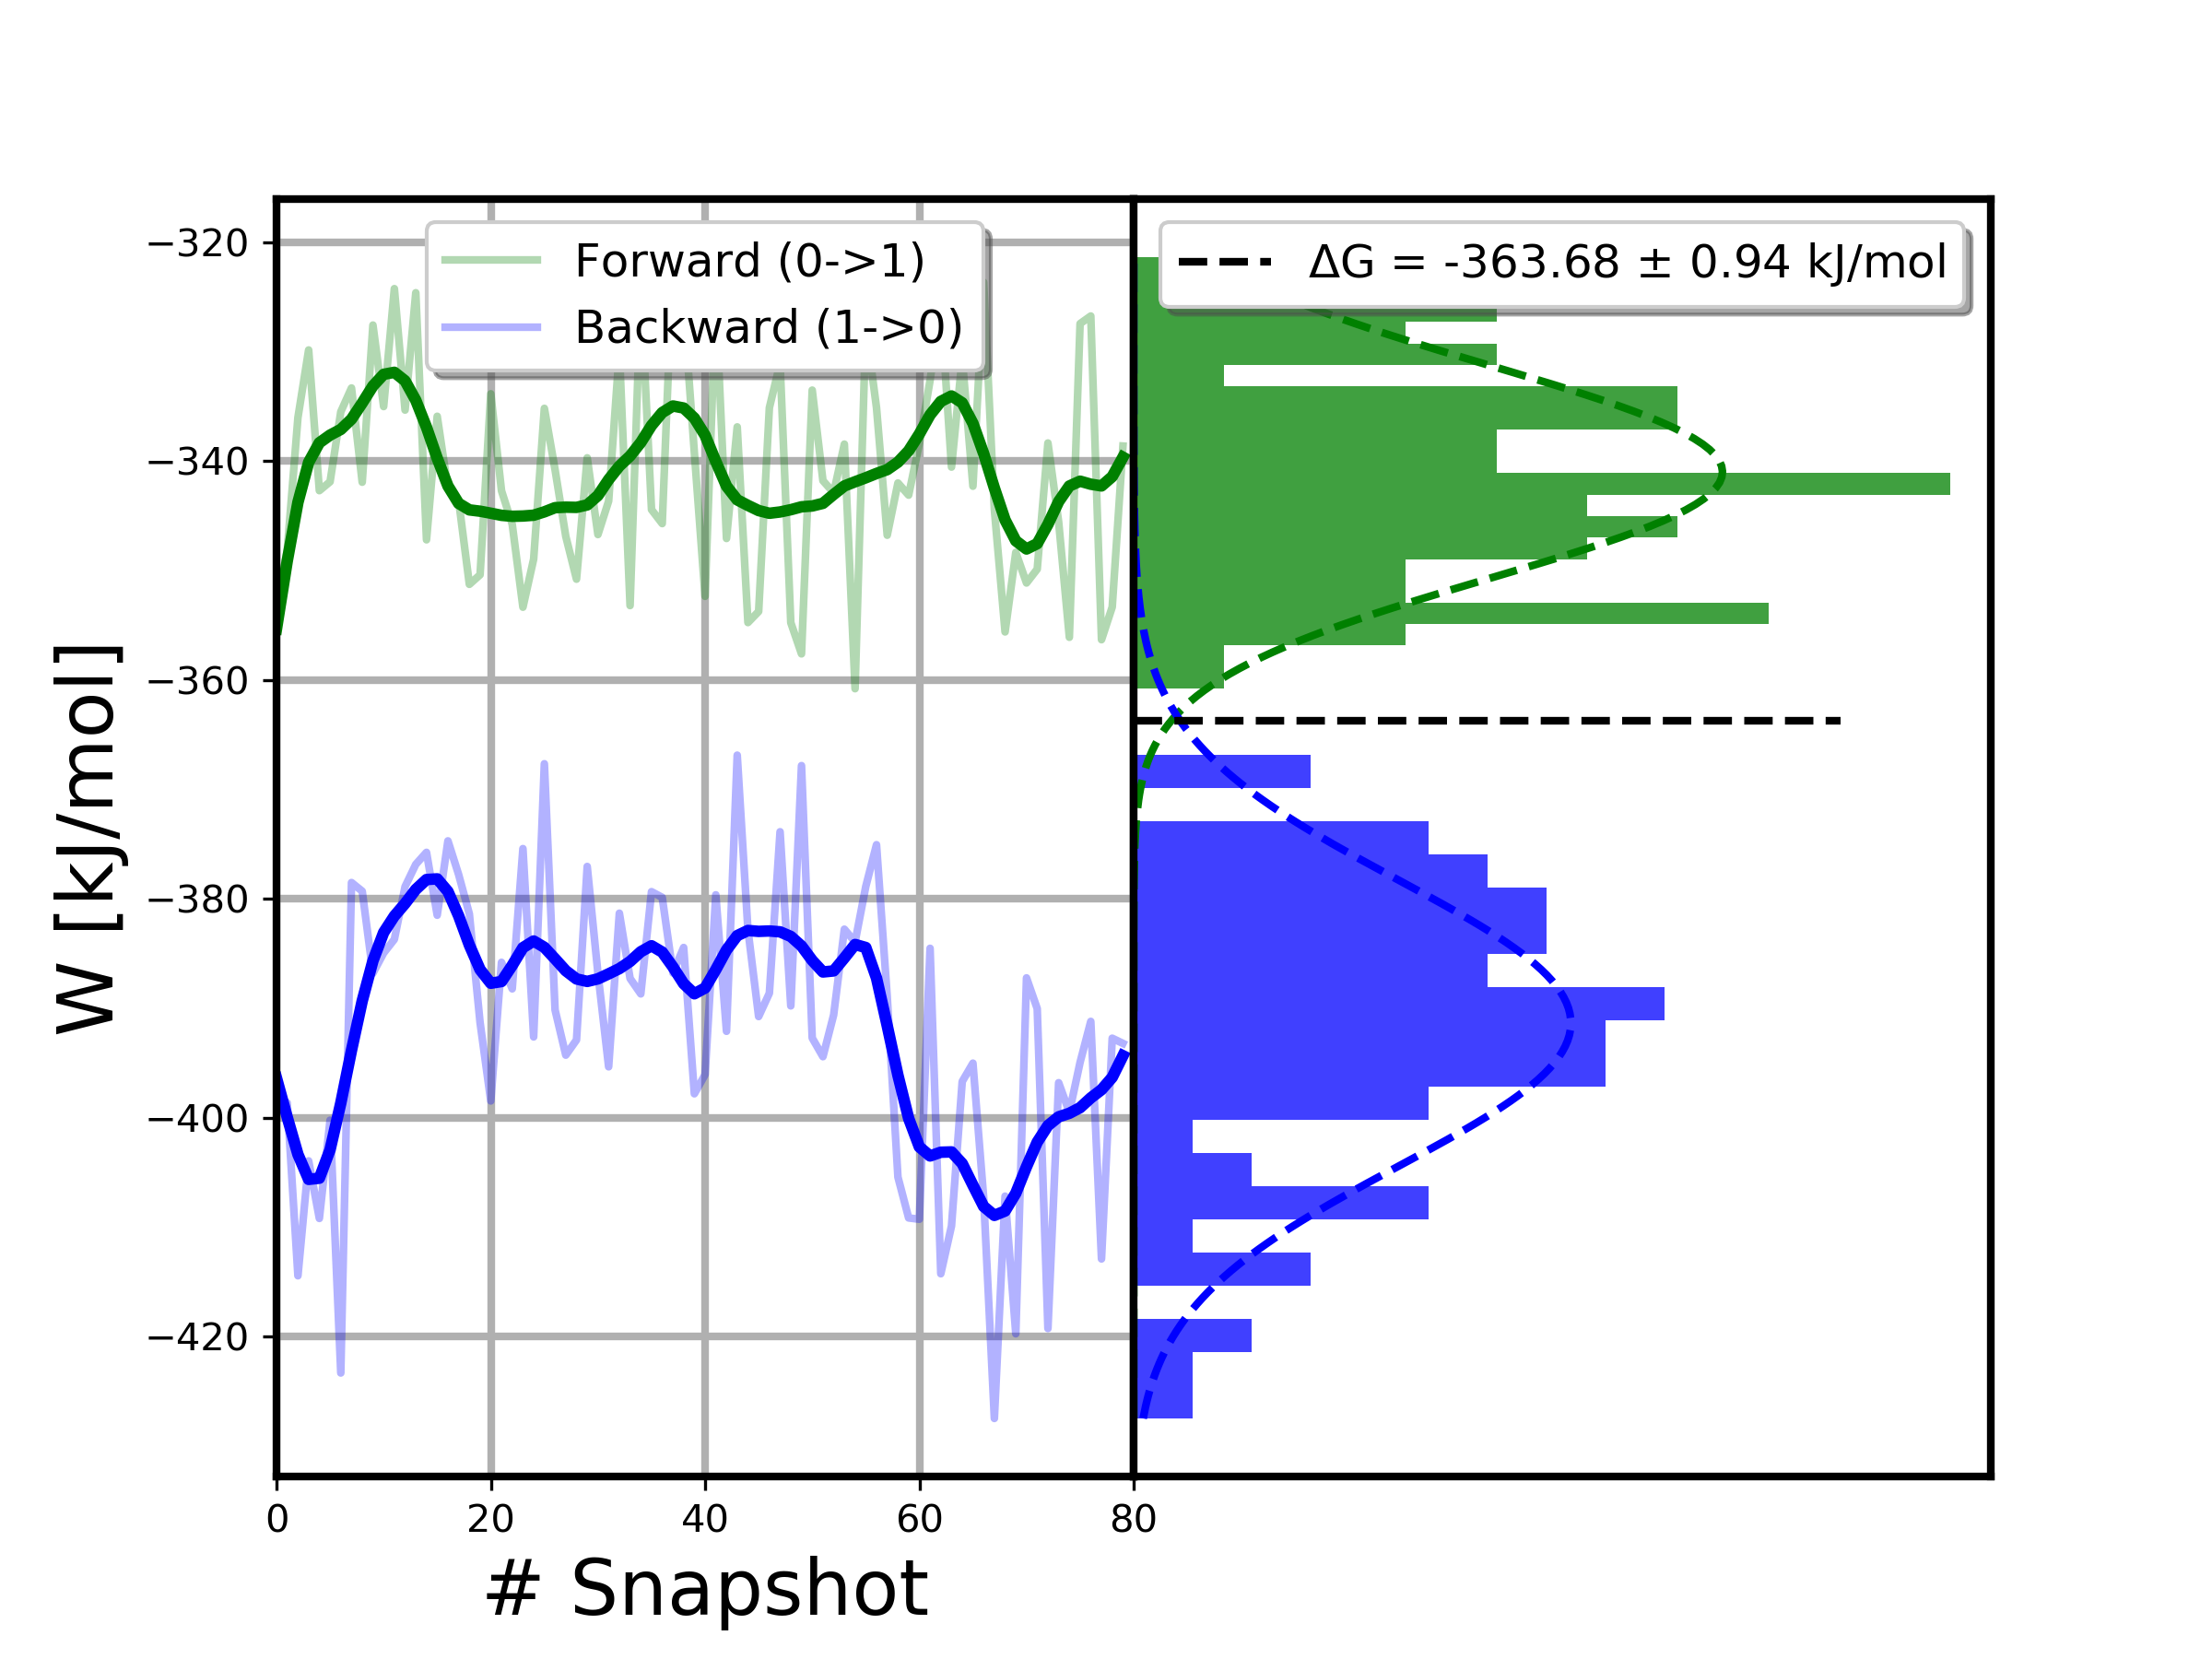 W [kJ/mol]
−320
−340
−360
−380
−400
−420
Forward (0->1)
Backward (1->0)
ΔG = -363.68 ± 0.94 kJ/mol
0 20 40 60 80
# Snapshot